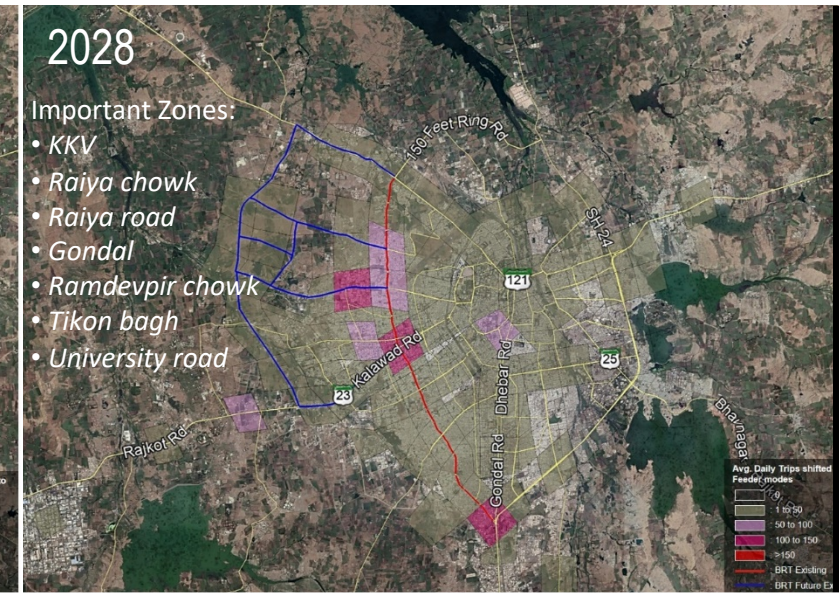 2028
Important Zones:
• KKV
• Raiya chowk
• Raiya road
• Gondal
• Ramdevpir chowk
• Tikon bagh
• University road
150 Feet Ring Rd
SH 24
121
Kalawad Rd
Dhebar Rd
25
23
Rajkot Rd
Gondal Rd
Bhavnagar
Avg. Daily Trips shifted
Feeder modes
0
1 to 50
50 to 100
100 to 150
>150
BRT Existing
BRT Future Ex